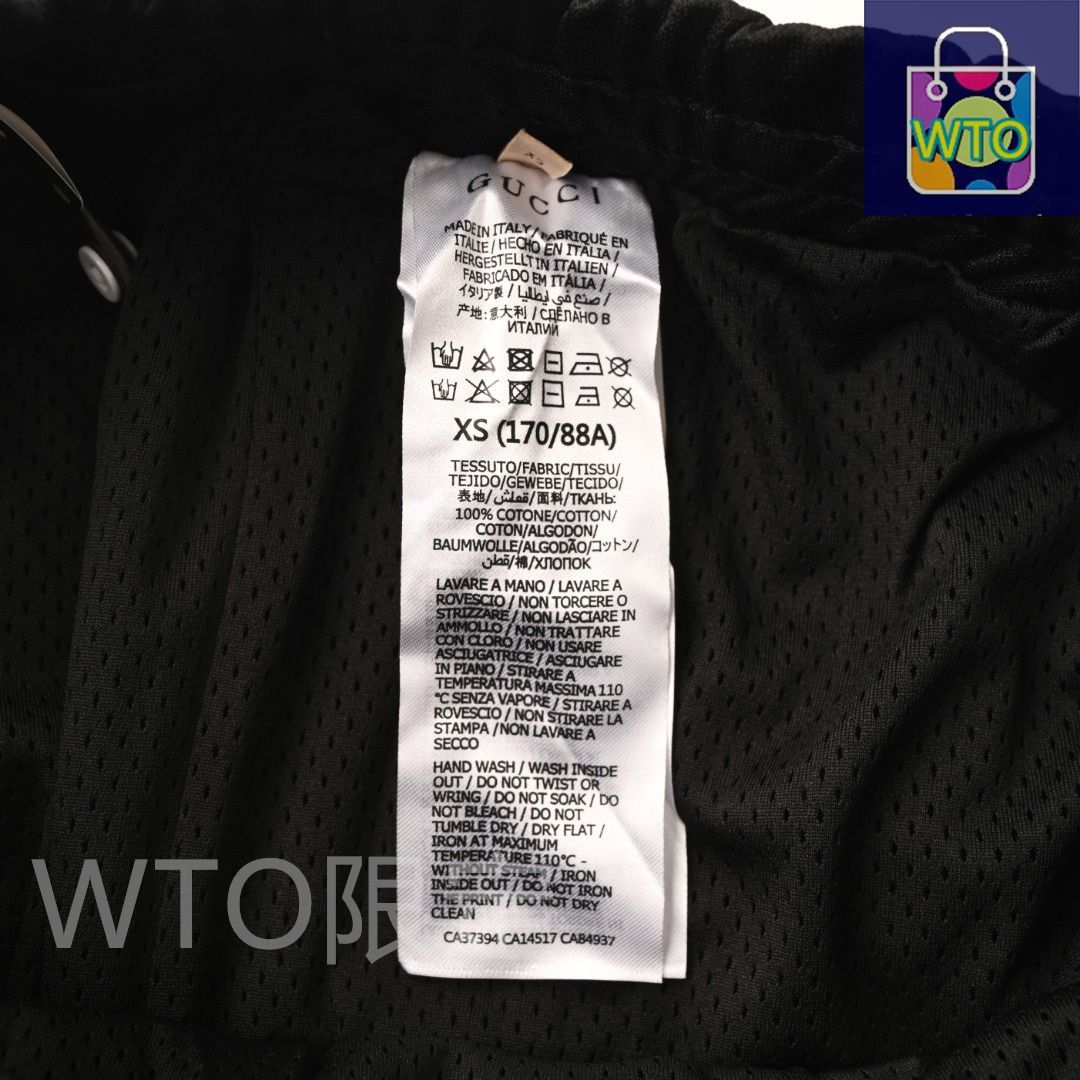 WTO
XS
GUCCI
MADE IN ITALY / FABRIQUÉ EN
ITALIE / HECHO EN ITALIA /
HERGESTELLT IN ITALIEN /
FABRICADO EM ITÁLIA /
イタリア製 / صنع في ايطاليا /
产地: 意大利 / СДЕЛАНО В
ИТАЛИИ
XS (170/88A)
TESSUTO/FABRIC/TISSU/
TEJIDO/GEWEBE/TECIDO/
表地/قماش/面料/ТКАНЬ:
100% COTONE/COTTON/
COTON/ALGODON/
BAUMWOLLE/ALGODÃO/コットン/
قطن/棉/ХЛОПОК
LAVARE A MANO / LAVARE A
ROVESCIO / NON TORCERE O
STRIZZARE / NON LASCIARE IN
AMMOLLO / NON TRATTARE
CON CLORO / NON USARE
ASCIUGATRICE / ASCIUGARE
IN PIANO / STIRARE A
TEMPERATURA MASSIMA 110
°C SENZA VAPORE / STIRARE A
ROVESCIO / NON STIRARE LA
STAMPA / NON LAVARE A
SECCO
HAND WASH / WASH INSIDE
OUT / DO NOT TWIST OR
WRING / DO NOT SOAK / DO
NOT BLEACH / DO NOT
TUMBLE DRY / DRY FLAT /
IRON AT MAXIMUM
TEMPERATURE 110°C -
WITHOUT STEAM / IRON
INSIDE OUT / DO NOT IRON
THE PRINT / DO NOT DRY
CLEAN
CA37394 CA14517 CA84937
WTO限